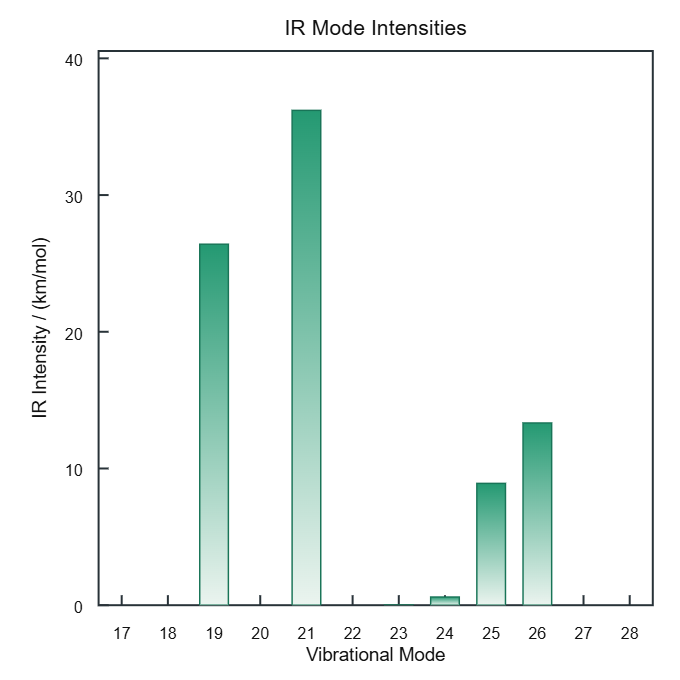 IR Mode Intensities
40
30
20
10
0
IR Intensity / (km/mol)
17 18 19 20 21 22 23 24 25 26 27 28
Vibrational Mode